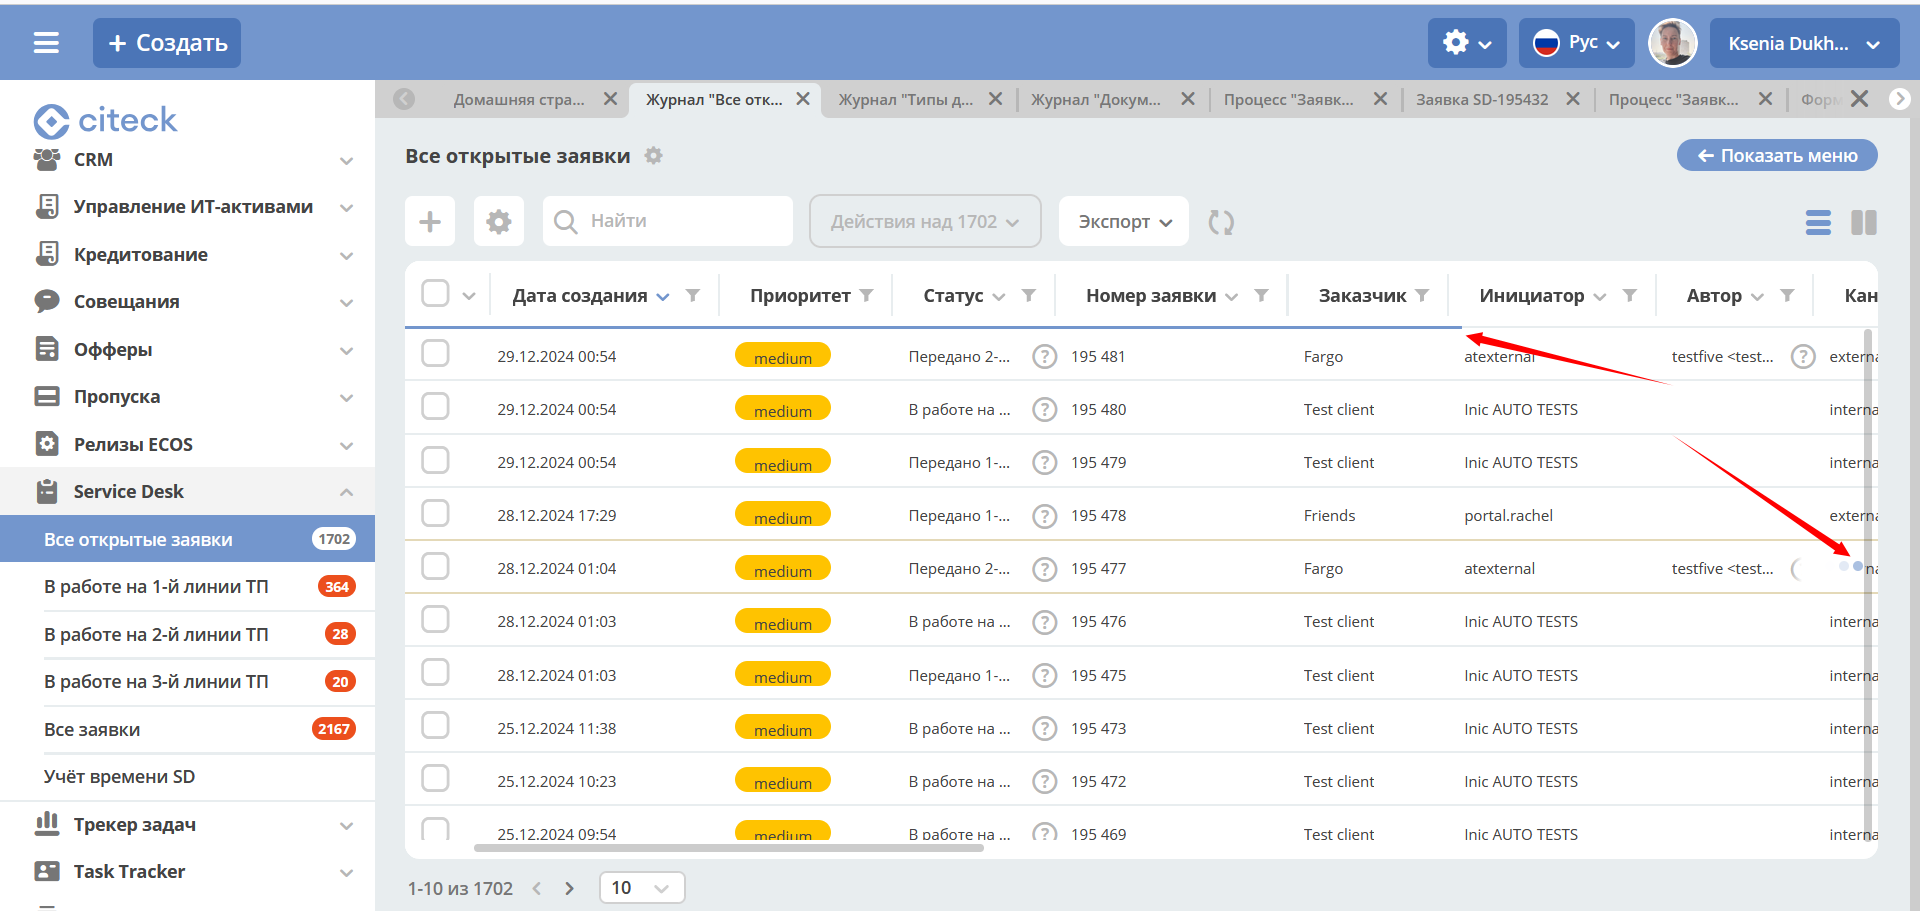 + Создать
Рус
Ksenia Dukh...
citeck
Домашняя стра...
Журнал "Все отк...
Журнал "Типы д...
Журнал "Докум...
Процесс "Заявк...
Заявка SD-195432
Процесс "Заявк...
Форм
CRM
Управление ИТ-активами
Кредитование
Совещания
Офферы
Пропуска
Релизы ECOS
Service Desk
Все открытые заявки 1702
В работе на 1-й линии ТП 364
В работе на 2-й линии ТП 28
В работе на 3-й линии ТП 20
Все заявки 2167
Учёт времени SD
Трекер задач
Task Tracker
Все открытые заявки
Показать меню
Найти
Действия над 1702
Экспорт
Дата создания Приоритет Статус Номер заявки Заказчик Инициатор Автор Кан
29.12.2024 00:54 medium Передано 2-... ? 195 481 Fargo atexternal testfive <test... ? externa
29.12.2024 00:54 medium В работе на ... ? 195 480 Test client Inic AUTO TESTS interna
29.12.2024 00:54 medium Передано 1-... ? 195 479 Test client Inic AUTO TESTS interna
28.12.2024 17:29 medium Передано 1-... ? 195 478 Friends portal.rachel externa
28.12.2024 01:04 medium Передано 2-... ? 195 477 Fargo atexternal testfive <test... na
28.12.2024 01:03 medium В работе на ... ? 195 476 Test client Inic AUTO TESTS interna
28.12.2024 01:03 medium Передано 1-... ? 195 475 Test client Inic AUTO TESTS interna
25.12.2024 11:38 medium В работе на ... ? 195 473 Test client Inic AUTO TESTS interna
25.12.2024 10:23 medium В работе на ... ? 195 472 Test client Inic AUTO TESTS interna
25.12.2024 09:54 medium В работе на ... ? 195 469 Test client Inic AUTO TESTS interna
1-10 из 1702
10